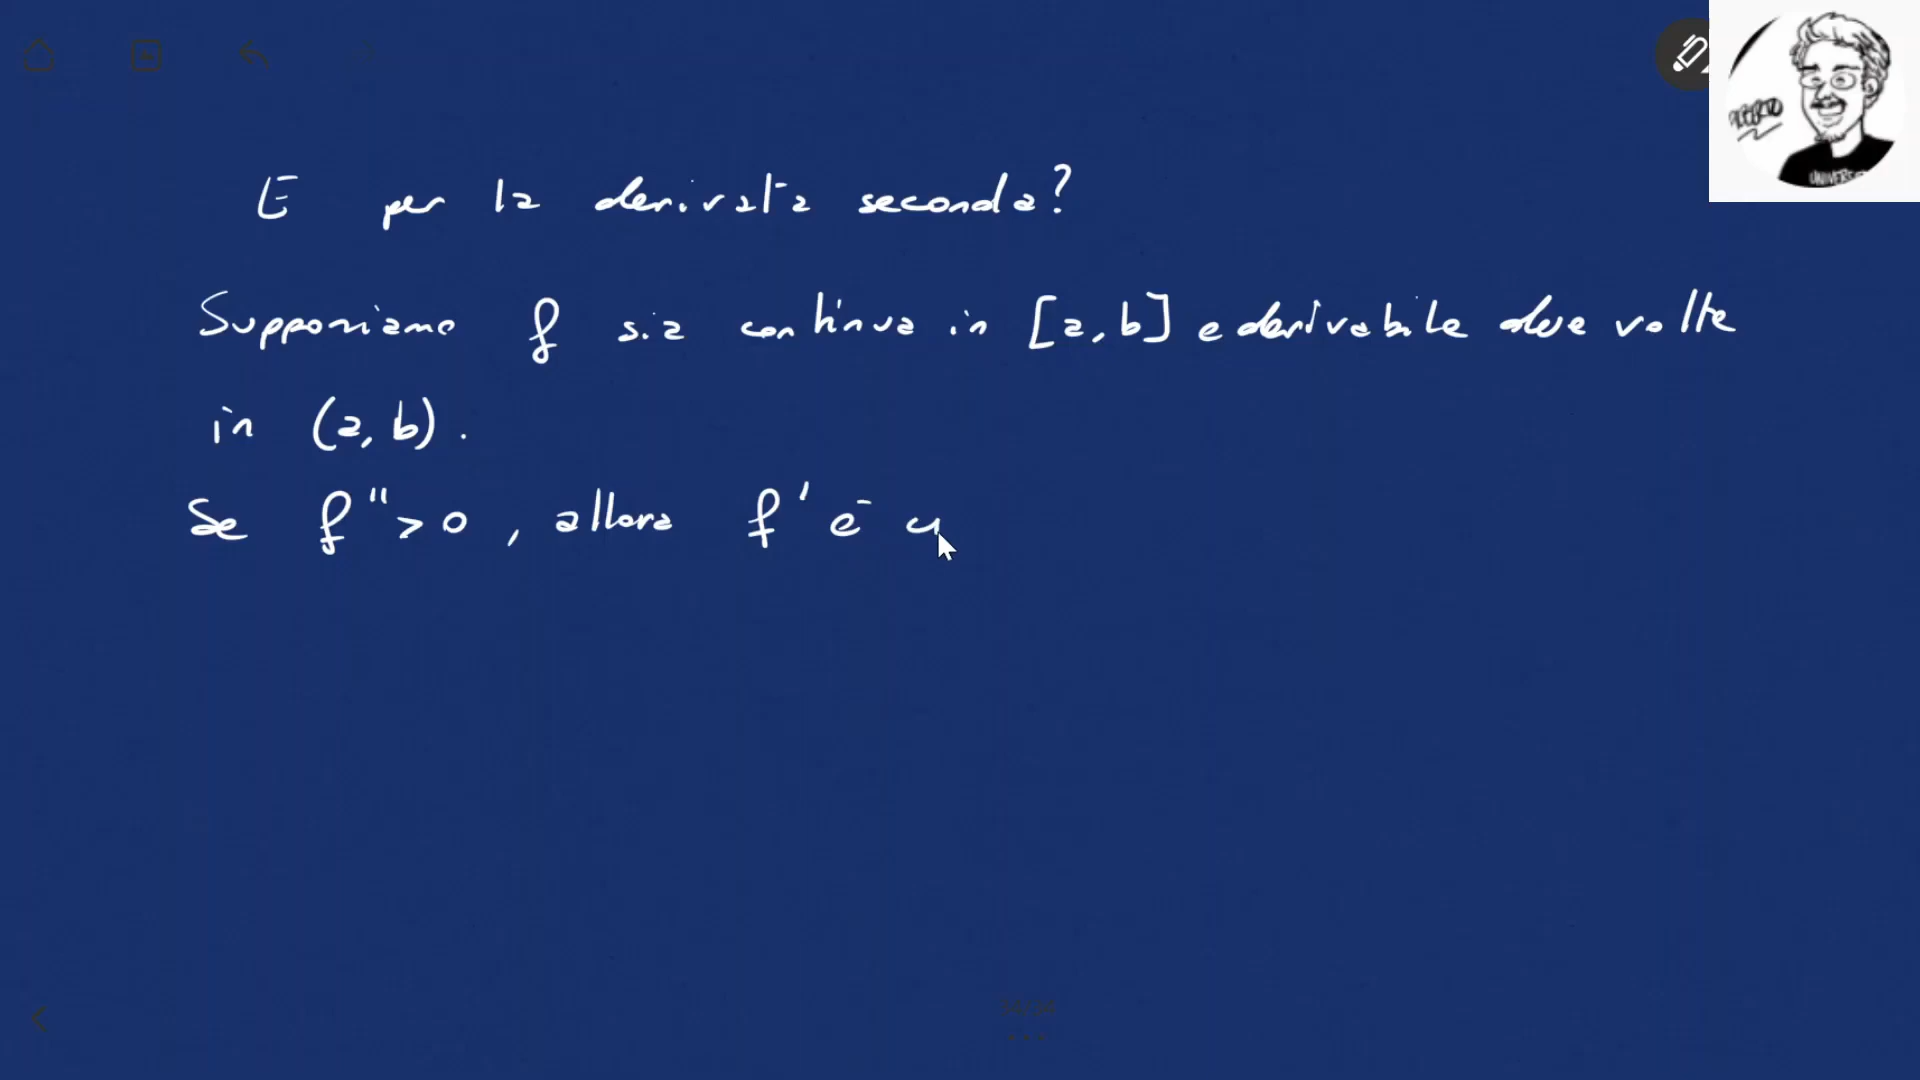 E per la derivata seconda?
Supponiamo f sia continua in [a, b] e derivabile due volte
in (a, b).
Se f'' > 0, allora f' è u